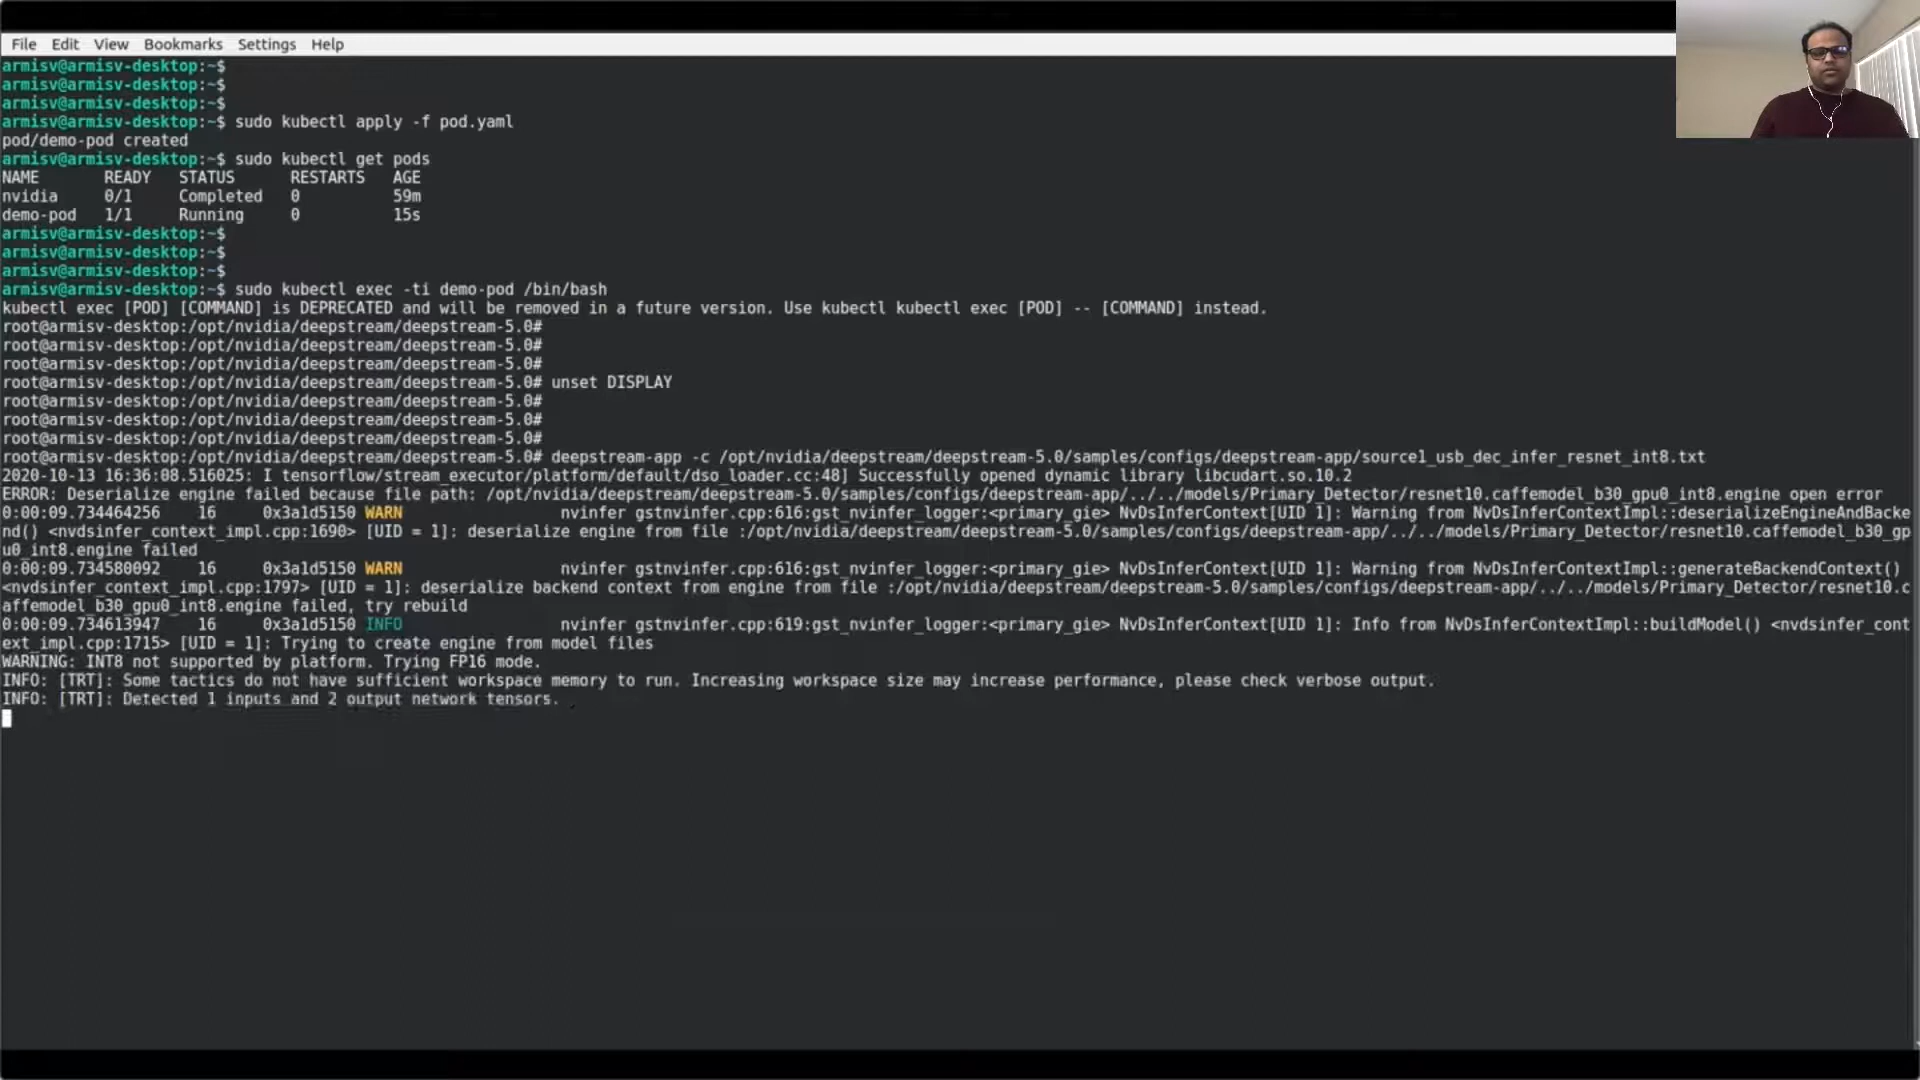 File Edit View Bookmarks Settings Help
armisv@armisv-desktop:~$
armisv@armisv-desktop:~$
armisv@armisv-desktop:~$
armisv@armisv-desktop:~$ sudo kubectl apply -f pod.yaml
pod/demo-pod created
armisv@armisv-desktop:~$ sudo kubectl get pods
NAME READY STATUS RESTARTS AGE
nvidia 0/1 Completed 0 59m
demo-pod 1/1 Running 0 15s
armisv@armisv-desktop:~$
armisv@armisv-desktop:~$
armisv@armisv-desktop:~$
armisv@armisv-desktop:~$ sudo kubectl exec -ti demo-pod /bin/bash
kubectl exec [POD] [COMMAND] is DEPRECATED and will be removed in a future version. Use kubectl kubectl exec [POD] -- [COMMAND] instead.
root@armisv-desktop:/opt/nvidia/deepstream/deepstream-5.0#
root@armisv-desktop:/opt/nvidia/deepstream/deepstream-5.0#
root@armisv-desktop:/opt/nvidia/deepstream/deepstream-5.0#
root@armisv-desktop:/opt/nvidia/deepstream/deepstream-5.0# unset DISPLAY
root@armisv-desktop:/opt/nvidia/deepstream/deepstream-5.0#
root@armisv-desktop:/opt/nvidia/deepstream/deepstream-5.0#
root@armisv-desktop:/opt/nvidia/deepstream/deepstream-5.0#
root@armisv-desktop:/opt/nvidia/deepstream/deepstream-5.0# deepstream-app -c /opt/nvidia/deepstream/deepstream-5.0/samples/configs/deepstream-app/source1_usb_dec_infer_resnet_int8.txt
2020-10-13 16:36:08.516025: I tensorflow/stream_executor/platform/default/dso_loader.cc:48] Successfully opened dynamic library libcudart.so.10.2
ERROR: Deserialize engine failed because file path: /opt/nvidia/deepstream/deepstream-5.0/samples/configs/deepstream-app/../../models/Primary_Detector/resnet10.caffemodel_b30_gpu0_int8.engine open error
0:00:09.734464256 16 0x3a1d5150 WARN nvinfer gstnvinfer.cpp:616:gst_nvinfer_logger:<primary_gie> NvDsInferContext[UID 1]: Warning from NvDsInferContextImpl::deserializeEngineAndBacke
nd() <nvdsinfer_context_impl.cpp:1690> [UID = 1]: deserialize engine from file :/opt/nvidia/deepstream/deepstream-5.0/samples/configs/deepstream-app/../../models/Primary_Detector/resnet10.caffemodel_b30_gp
u0_int8.engine failed
0:00:09.734580092 16 0x3a1d5150 WARN nvinfer gstnvinfer.cpp:616:gst_nvinfer_logger:<primary_gie> NvDsInferContext[UID 1]: Warning from NvDsInferContextImpl::generateBackendContext()
<nvdsinfer_context_impl.cpp:1797> [UID = 1]: deserialize backend context from engine from file :/opt/nvidia/deepstream/deepstream-5.0/samples/configs/deepstream-app/../../models/Primary_Detector/resnet10.c
affemodel_b30_gpu0_int8.engine failed, try rebuild
0:00:09.734613947 16 0x3a1d5150 INFO nvinfer gstnvinfer.cpp:619:gst_nvinfer_logger:<primary_gie> NvDsInferContext[UID 1]: Info from NvDsInferContextImpl::buildModel() <nvdsinfer_cont
ext_impl.cpp:1715> [UID = 1]: Trying to create engine from model files
WARNING: INT8 not supported by platform. Trying FP16 mode.
INFO: [TRT]: Some tactics do not have sufficient workspace memory to run. Increasing workspace size may increase performance, please check verbose output.
INFO: [TRT]: Detected 1 inputs and 2 output network tensors.